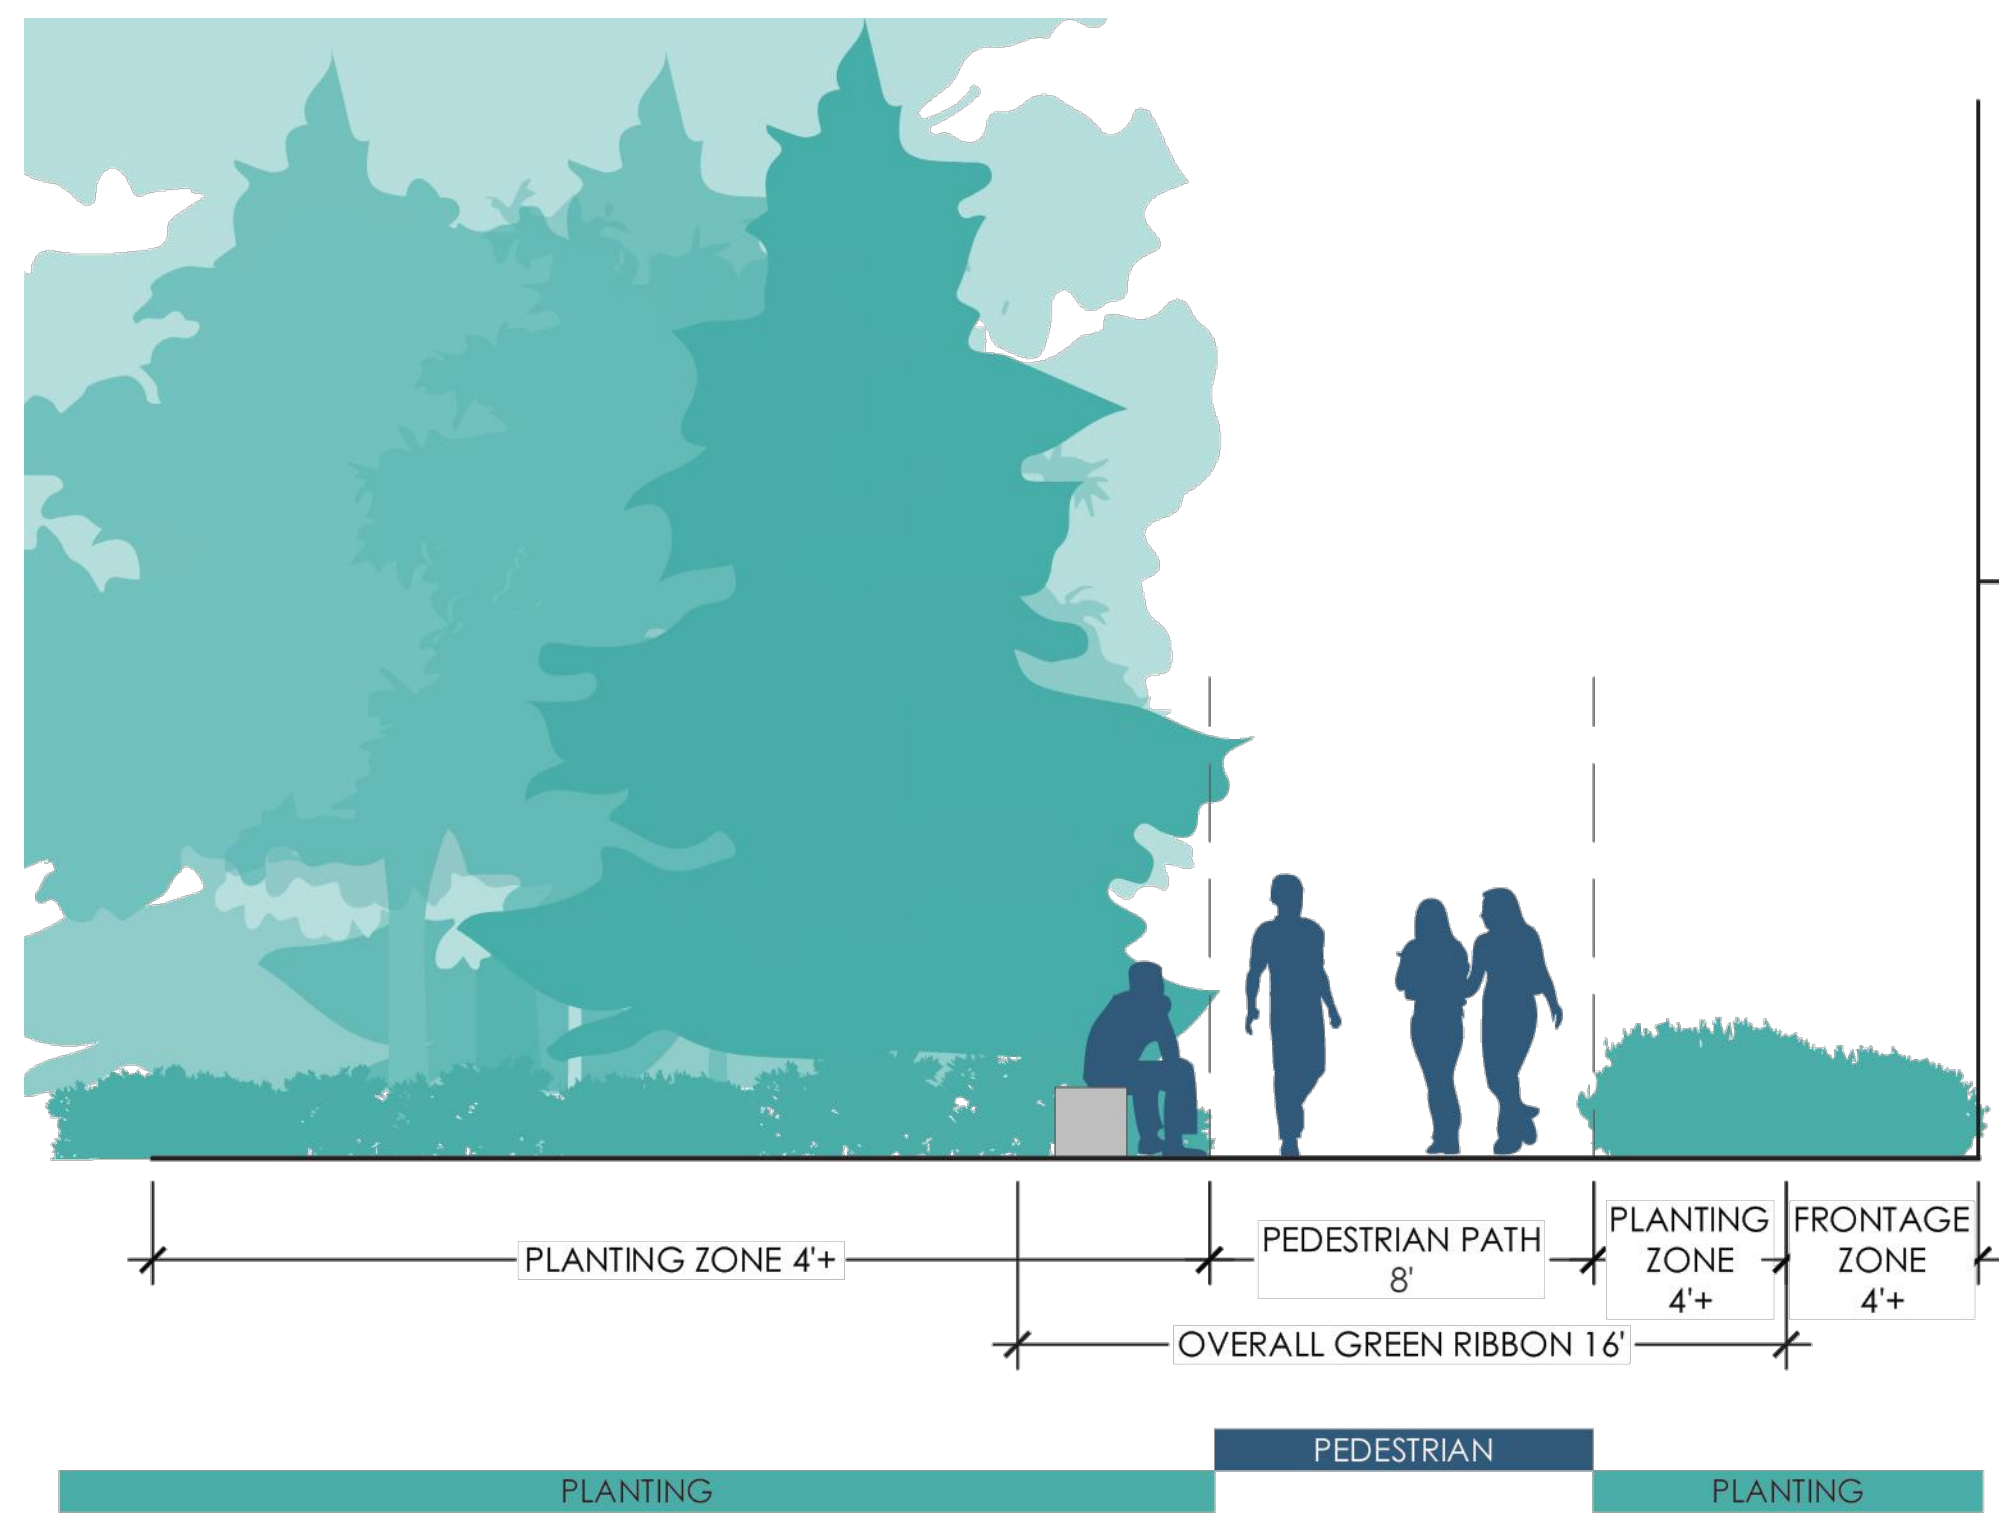 PLANTING ZONE 4'+
PEDESTRIAN PATH
8'
PLANTING
ZONE
4'+
FRONTAGE
ZONE
4'+
OVERALL GREEN RIBBON 16'
PEDESTRIAN
PLANTING
PLANTING